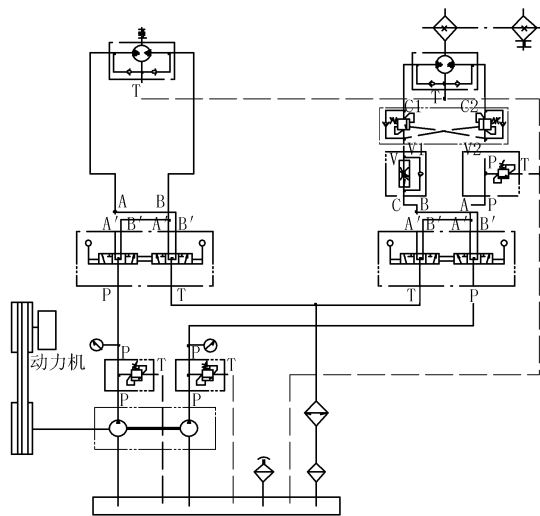 T
T
C1 C2
V V1 V2
P T
C B A P
A B
A' B' A' B'
A' B' A' B'
P T
T P
动力机
P T P T
P P